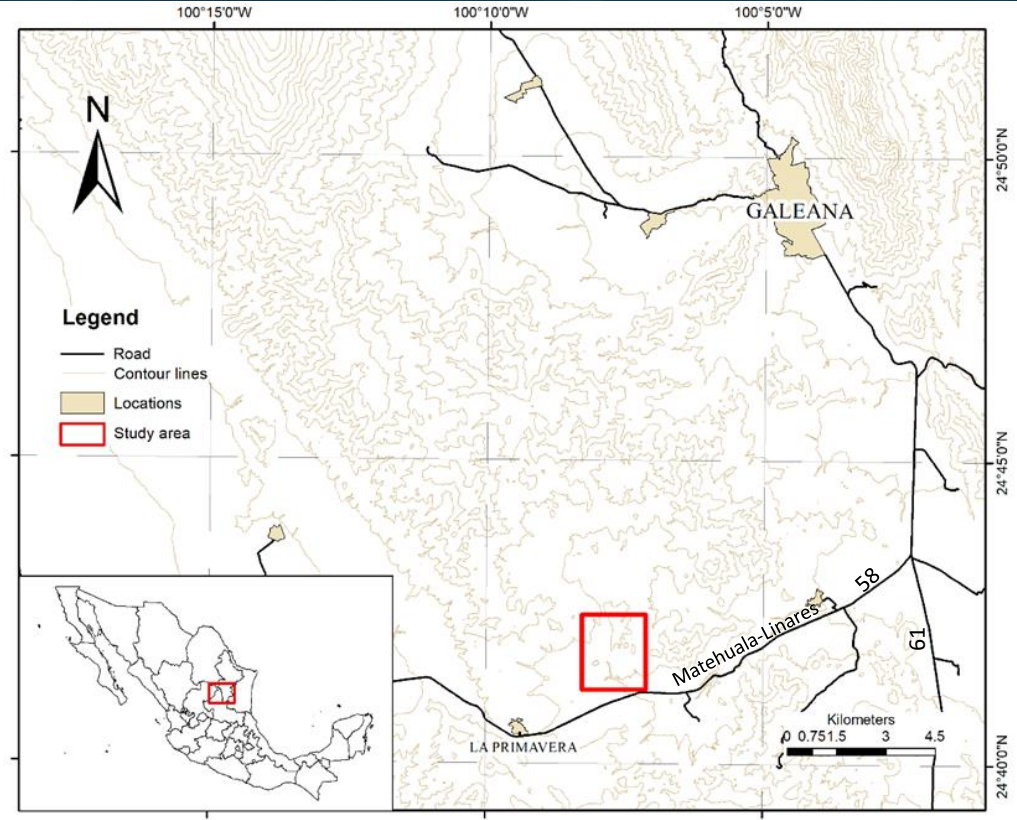 100°15'0"W 100°10'0"W 100°5'0"W
N
24°50'0"N
GALEANA
Legend
Road
Contour lines
Locations
Study area
24°45'0"N
58
Matehuala-Linares
61
Kilometers
0 0.75 1.5 3 4.5
LA PRIMAVERA
24°40'0"N